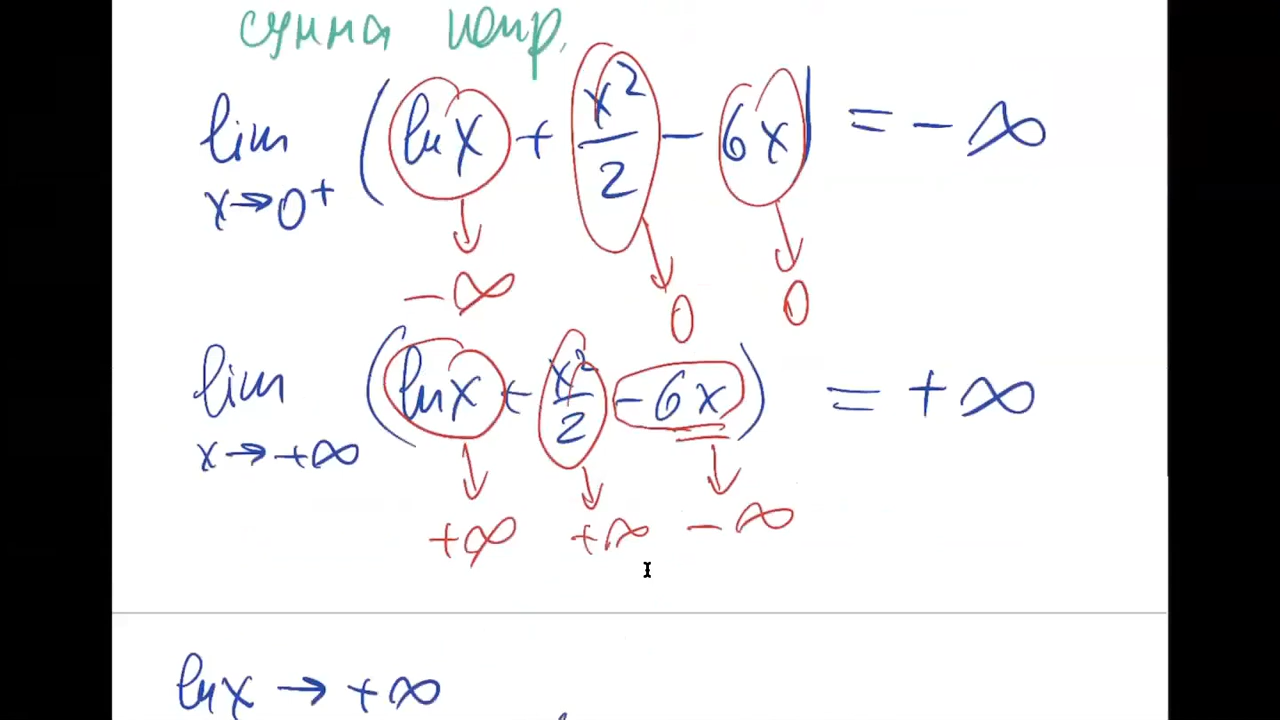 сумма непр.
lim x→0⁺ (ln x + x²/2 − 6x) = −∞
−∞ 0 0
lim x→+∞ (ln x + x²/2 − 6x) = +∞
+∞ +∞ −∞
ln x → +∞